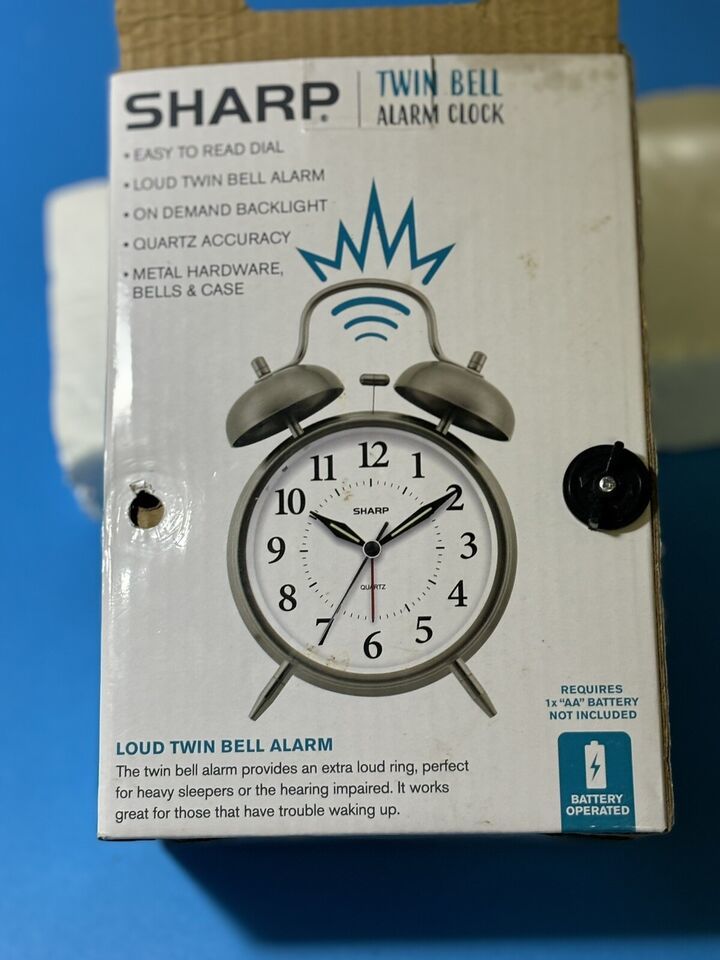 SHARP®
TWIN BELL
ALARM CLOCK
• EASY TO READ DIAL
• LOUD TWIN BELL ALARM
• ON DEMAND BACKLIGHT
• QUARTZ ACCURACY
• METAL HARDWARE,
BELLS & CASE
12
11 1
10 2
SHARP
9 3
QUARTZ
8 4
7 5
6
REQUIRES
1x "AA" BATTERY
NOT INCLUDED
LOUD TWIN BELL ALARM
The twin bell alarm provides an extra loud ring, perfect
for heavy sleepers or the hearing impaired. It works
great for those that have trouble waking up.
BATTERY
OPERATED